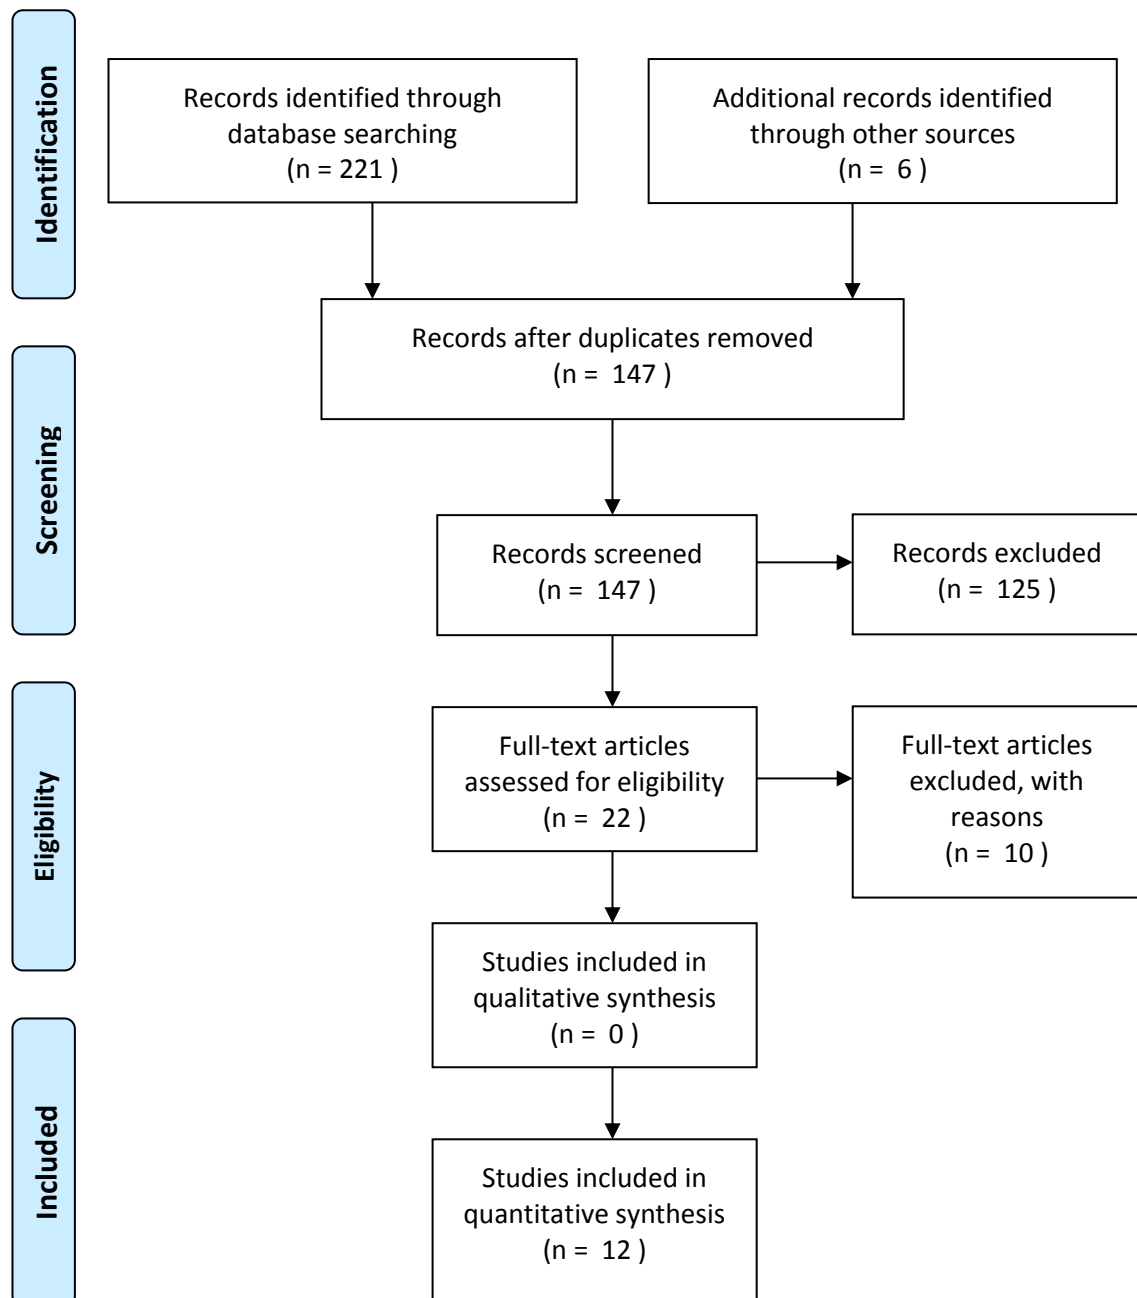 Identification
Records identified through
database searching
(n = 221 )
Additional records identified
through other sources
(n =  6 )
Records after duplicates removed
(n =  147 )
Screening
Records screened
(n =  147 )
Records excluded
(n =  125 )
Eligibility
Full-text articles
assessed for eligibility
(n =  22 )
Full-text articles
excluded, with
reasons
(n =  10 )
Studies included in
qualitative synthesis
(n =  0 )
Included
Studies included in
quantitative synthesis
(n =  12 )